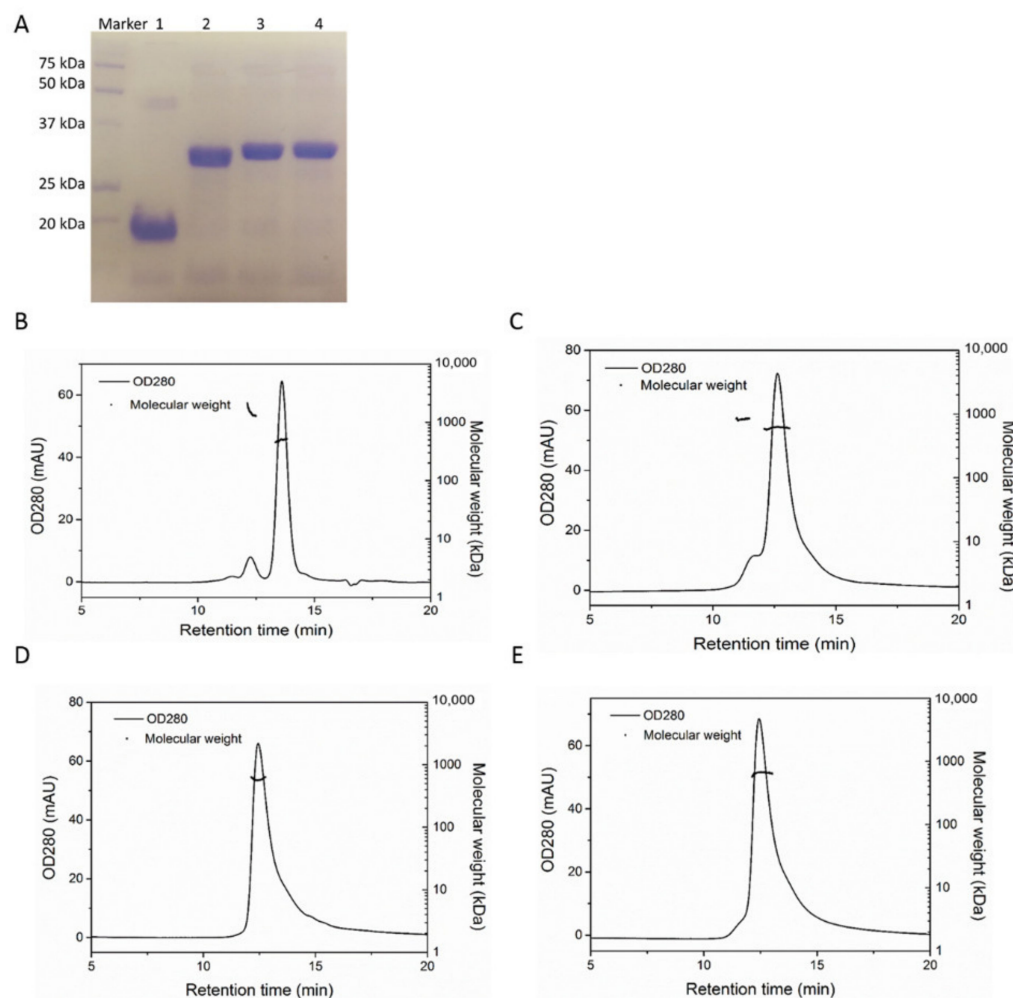 A
Marker 1 2 3 4
75 kDa
50 kDa
37 kDa
25 kDa
20 kDa
B
OD280
Molecular weight
60
40
20
0
OD280 (mAU)
10,000
1000
100
10
1
Molecular weight (kDa)
5 10 15 20
Retention time (min)
C
OD280
Molecular weight
80
60
40
20
0
OD280 (mAU)
10,000
1000
100
10
1
Molecular weight (kDa)
5 10 15 20
Retention time (min)
D
OD280
Molecular weight
80
60
40
20
0
OD280 (mAU)
10,000
1000
100
10
1
Molecular weight (kDa)
5 10 15 20
Retention time (min)
E
OD280
Molecular weight
60
40
20
0
OD280 (mAU)
10,000
1000
100
10
1
Molecular weight (kDa)
5 10 15 20
Retention time (min)